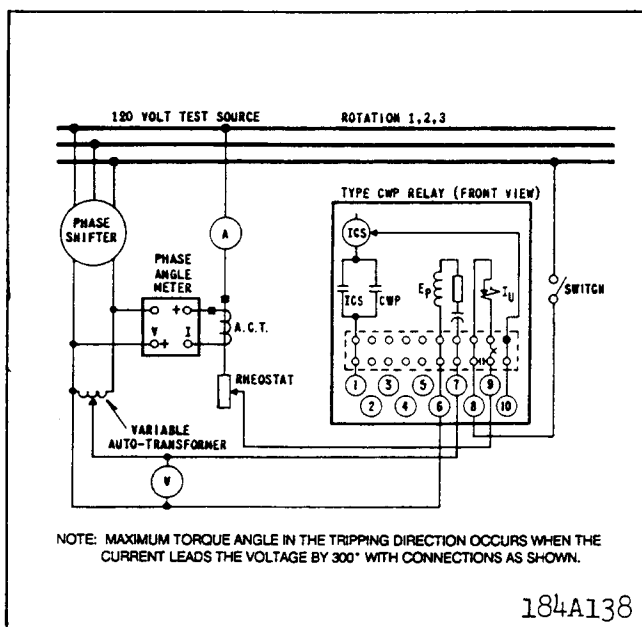 120 VOLT TEST SOURCE ROTATION 1,2,3
TYPE CWP RELAY (FRONT VIEW)
PHASE
SHIFTER
A
ICS
PHASE
ANGLE
METER
+
V I
+
A.C.T.
ICS CWP
Ep
IU
SWITCH
RHEOSTAT
1 3 5 7 9
2 4 6 8 10
VARIABLE
AUTO-TRANSFORMER
V
NOTE: MAXIMUM TORQUE ANGLE IN THE TRIPPING DIRECTION OCCURS WHEN THE
CURRENT LEADS THE VOLTAGE BY 300° WITH CONNECTIONS AS SHOWN.
184A138